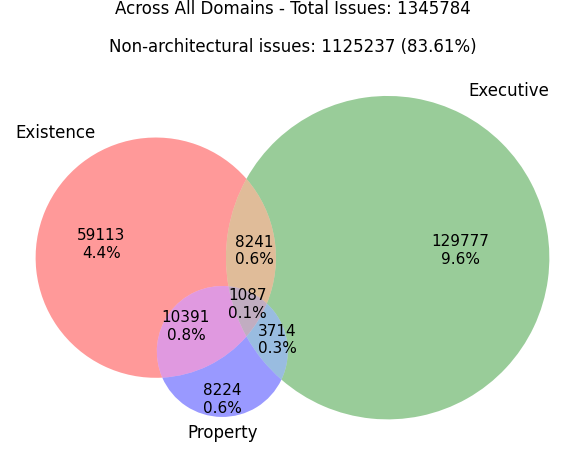 Across All Domains - Total Issues: 1345784
Non-architectural issues: 1125237 (83.61%)
Executive
Existence
59113
4.4%
8241
0.6%
129777
9.6%
1087
0.1%
10391
0.8%
3714
0.3%
8224
0.6%
Property